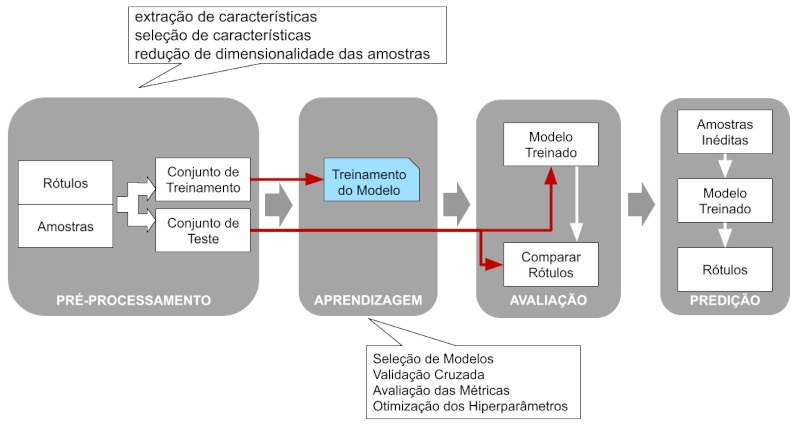 extração de características
seleção de características
redução de dimensionalidade das amostras
Rótulos
Amostras
Conjunto de
Treinamento
Conjunto de
Teste
PRÉ-PROCESSAMENTO
Treinamento
do Modelo
APRENDIZAGEM
Seleção de Modelos
Validação Cruzada
Avaliação das Métricas
Otimização dos Hiperparâmetros
Modelo
Treinado
Comparar
Rótulos
AVALIAÇÃO
Amostras
Inéditas
Modelo
Treinado
Rótulos
PREDIÇÃO